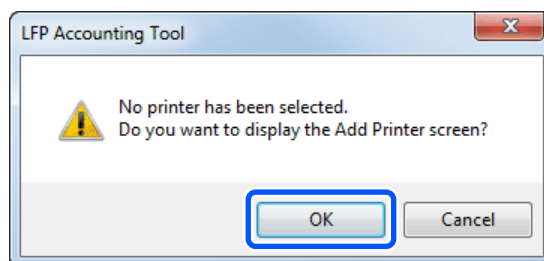 LFP Accounting Tool
No printer has been selected.
Do you want to display the Add Printer screen?
OK
Cancel